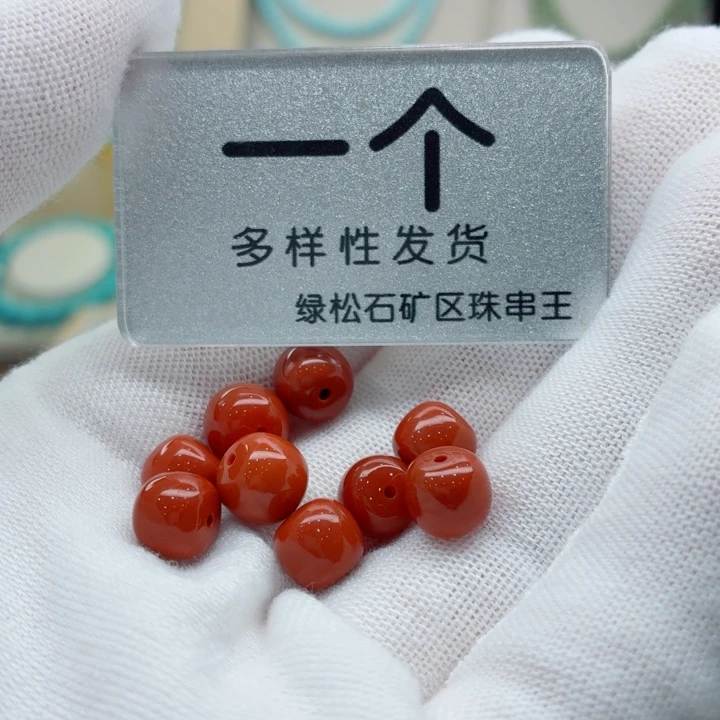 一个
多样性发货
绿松石矿区珠串王